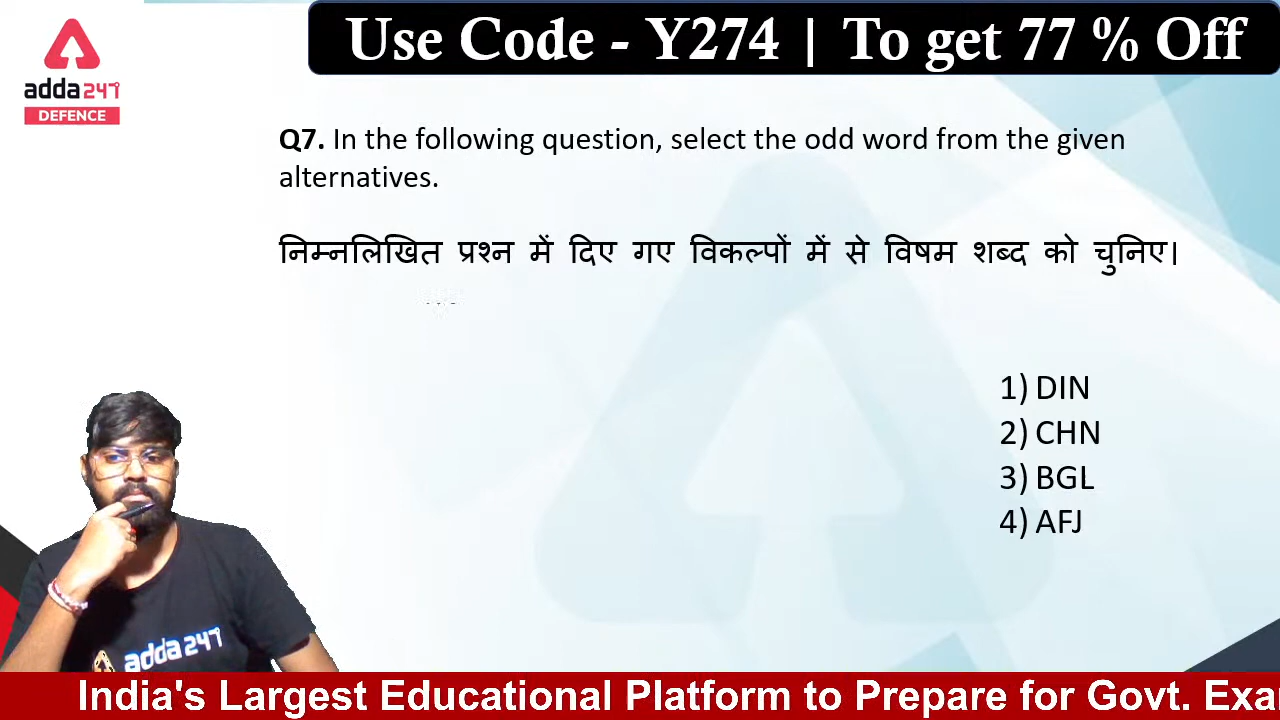 Use Code - Y274 | To get 77 % Off
adda247
DEFENCE
Q7. In the following question, select the odd word from the given
alternatives.
निम्नलिखित प्रश्न में दिए गए विकल्पों में से विषम शब्द को चुनिए।
1) DIN
2) CHN
3) BGL
4) AFJ
adda247
India's Largest Educational Platform to Prepare for Govt. Exa